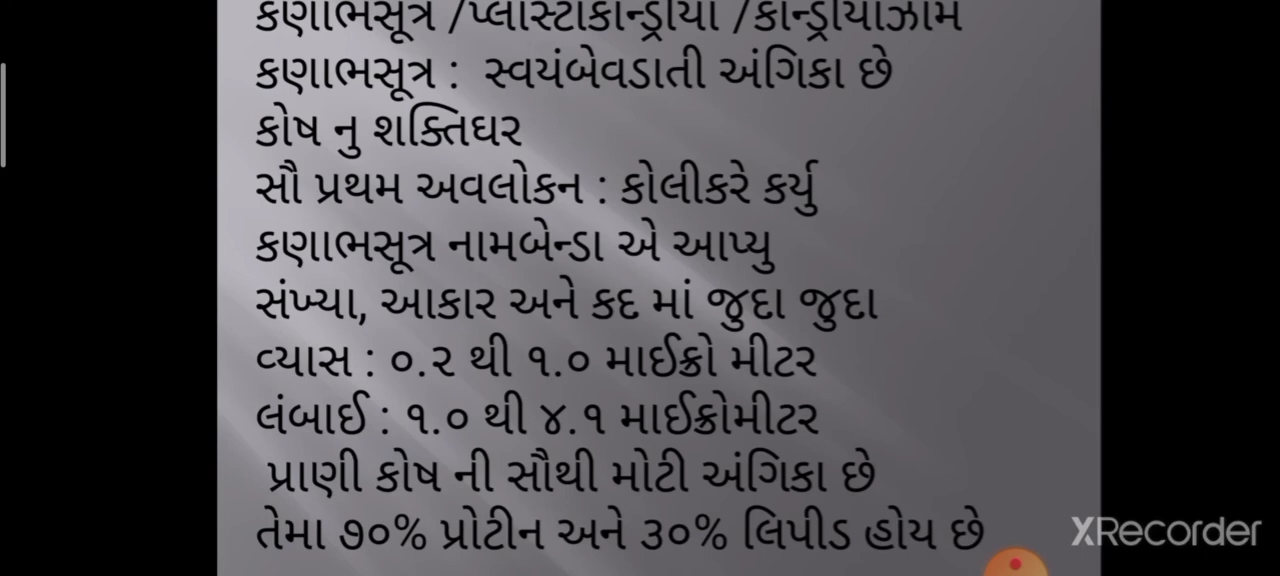 કણાભસૂત્ર /પ્લાસ્ટોકોન્ડ્રીયા /કોન્ડ્રીયોઝોમ
કણાભસૂત્ર :  સ્વયંબેવડાતી અંગિકા છે
કોષ નુ શક્તિઘર
સૌ પ્રથમ અવલોકન : કોલીકરે કર્યુ
કણાભસૂત્ર નામબેન્ડા એ આપ્યુ
સંખ્યા, આકાર અને કદ માં જુદા જુદા
વ્યાસ : ૦.૨ થી ૧.૦ માઈક્રો મીટર
લંબાઈ : ૧.૦ થી ૪.૧ માઈક્રોમીટર
પ્રાણી કોષ ની સૌથી મોટી અંગિકા છે
તેમા ૭૦% પ્રોટીન અને ૩૦% લિપીડ હોય છે
XRecorder